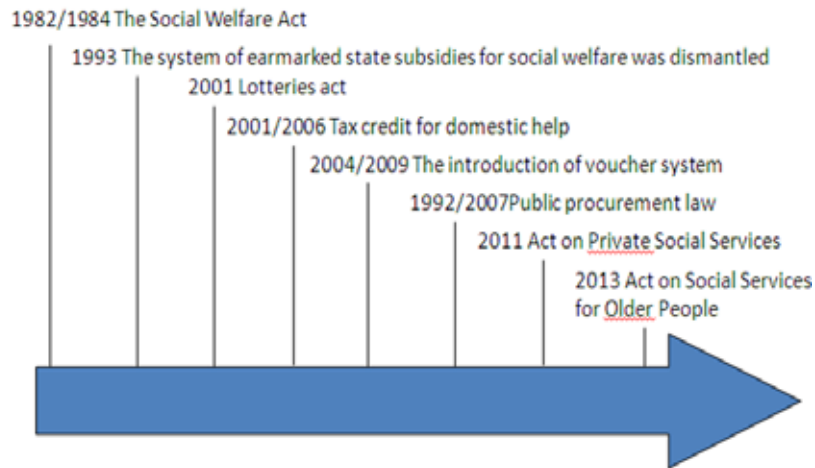 1982/1984 The Social Welfare Act
1993 The system of earmarked state subsidies for social welfare was dismantled
2001 Lotteries act
2001/2006 Tax credit for domestic help
2004/2009 The introduction of voucher system
1992/2007Public procurement law
2011 Act on Private Social Services
2013 Act on Social Services
for Older People